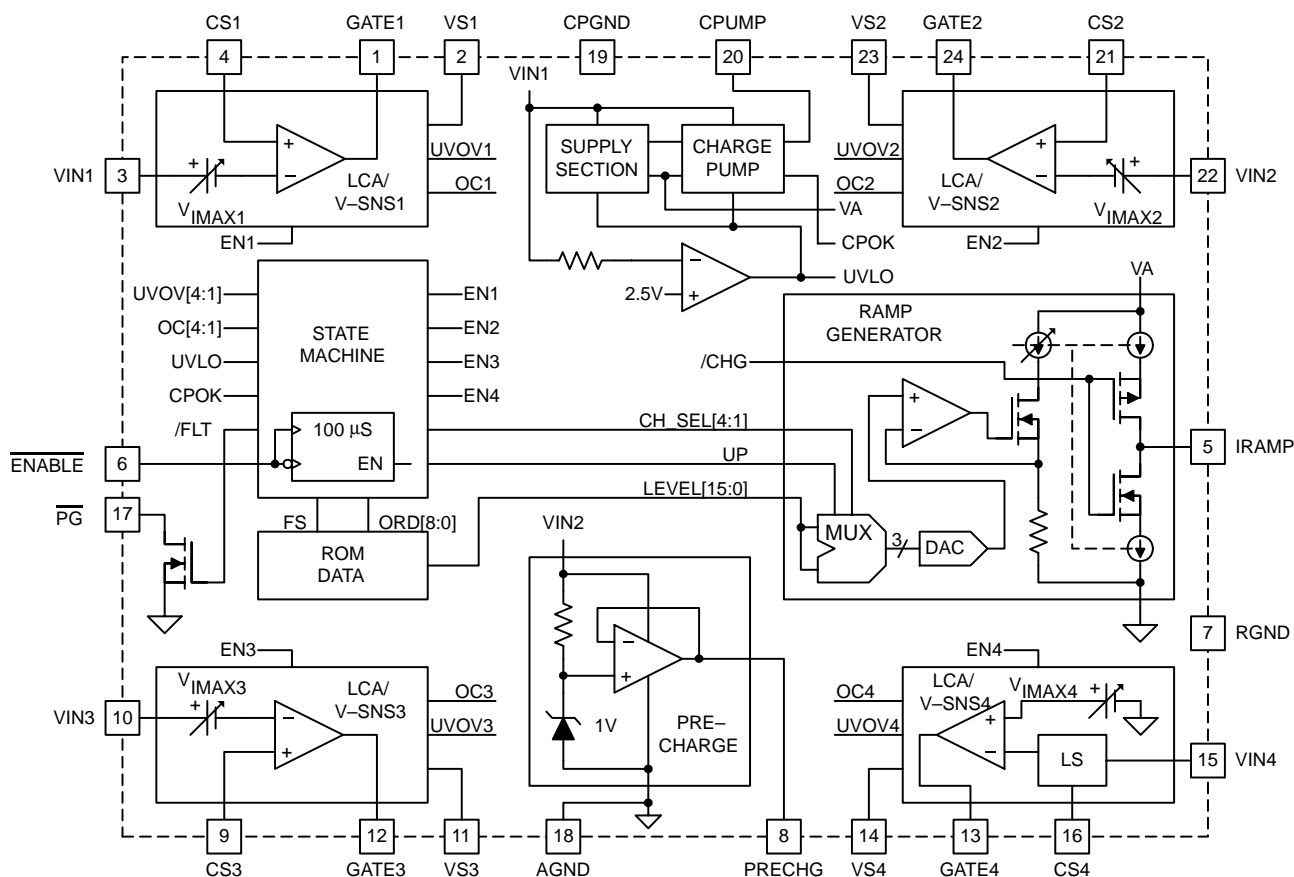 CS1 GATE1 VS1 CPGND CPUMP VS2 GATE2 CS2
4 1 2 19 20 23 24 21
VIN1
+
−
+
VIN1 3
LCA/
V–SNS1
VIMAX1
UVOV1
OC1
EN1
SUPPLY
SECTION
CHARGE
PUMP
VA
CPOK
−
+
2.5V
UVLO
UVOV2
OC2
+
−
+
LCA/
V–SNS2
VIMAX2
22 VIN2
EN2
UVOV[4:1]
OC[4:1]
UVLO
CPOK
/FLT
STATE
MACHINE
100 µS
EN
EN1
EN2
EN3
EN4
ENABLE 6
PG
17
FS
ORD[8:0]
ROM
DATA
CH_SEL[4:1]
UP
LEVEL[15:0]
/CHG
VA
RAMP
GENERATOR
+
−
MUX
3
DAC
5 IRAMP
7 RGND
VIN2
−
+
1V
PRE–
CHARGE
EN3
VIN3 10
VIMAX3
+
−
+
LCA/
V–SNS3
OC3
UVOV3
EN4
OC4
UVOV4
LCA/
V–SNS4
VIMAX4
+
+
−
LS
15 VIN4
9 12 11 18 8 14 13 16
CS3 GATE3 VS3 AGND PRECHG VS4 GATE4 CS4